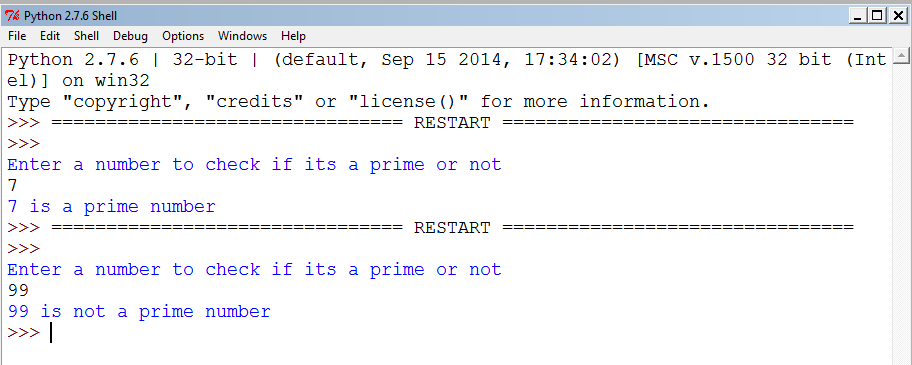 Python 2.7.6 Shell
File Edit Shell Debug Options Windows Help
Python 2.7.6 | 32-bit | (default, Sep 15 2014, 17:34:02) [MSC v.1500 32 bit (Int
el)] on win32
Type "copyright", "credits" or "license()" for more information.
>>> ================================ RESTART ================================
>>>
Enter a number to check if its a prime or not
7
7 is a prime number
>>> ================================ RESTART ================================
>>>
Enter a number to check if its a prime or not
99
99 is not a prime number
>>>